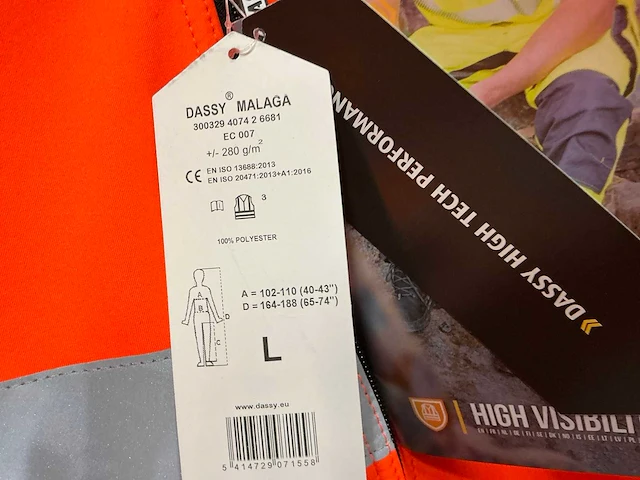 DASSY® MALAGA
300329 4074 2 6681
EC 007
+/- 280 g/m2
CE EN ISO 13688:2013
EN ISO 20471:2013+A1:2016
3
100% POLYESTER
A
B
C
D
A = 102-110 (40-43")
D = 164-188 (65-74")
L
www.dassy.eu
5 414729 071558
»DASSY HIGH TECH PERFORMANC
HIGH VISIBILI